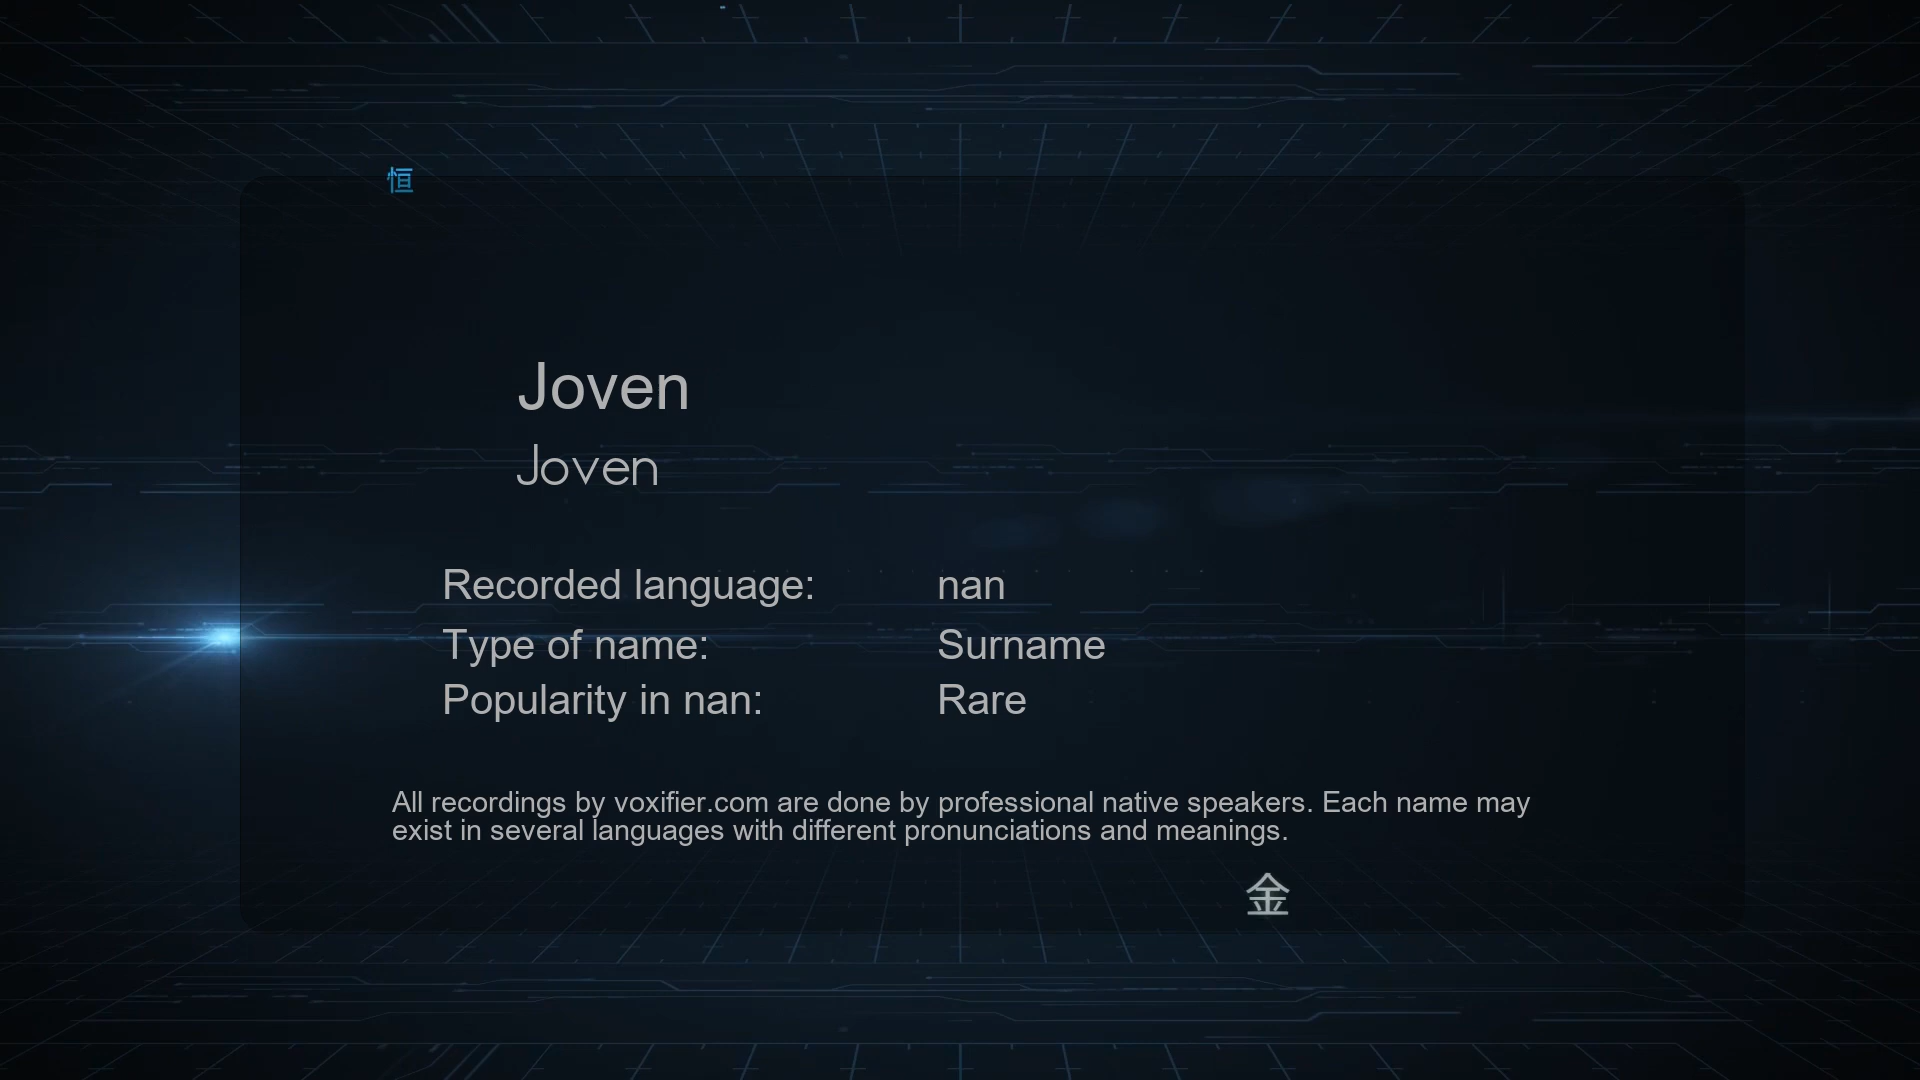 恒
Joven
Joven
Recorded language: nan
Type of name: Surname
Popularity in nan: Rare
All recordings by voxifier.com are done by professional native speakers. Each name may
exist in several languages with different pronunciations and meanings.
金